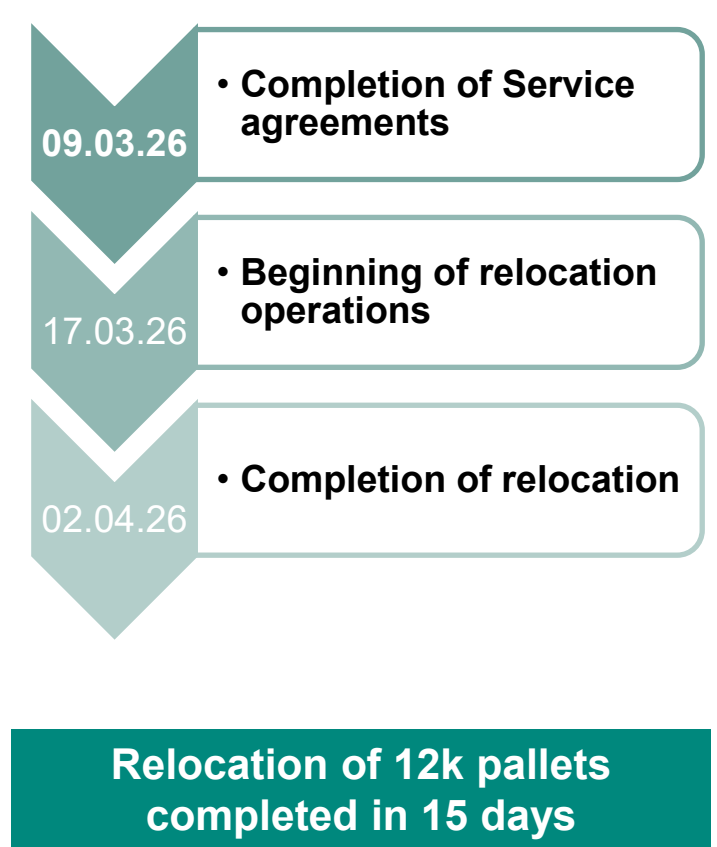 09.03.26
• Completion of Service
agreements
17.03.26
• Beginning of relocation
operations
02.04.26
• Completion of relocation
Relocation of 12k pallets
completed in 15 days